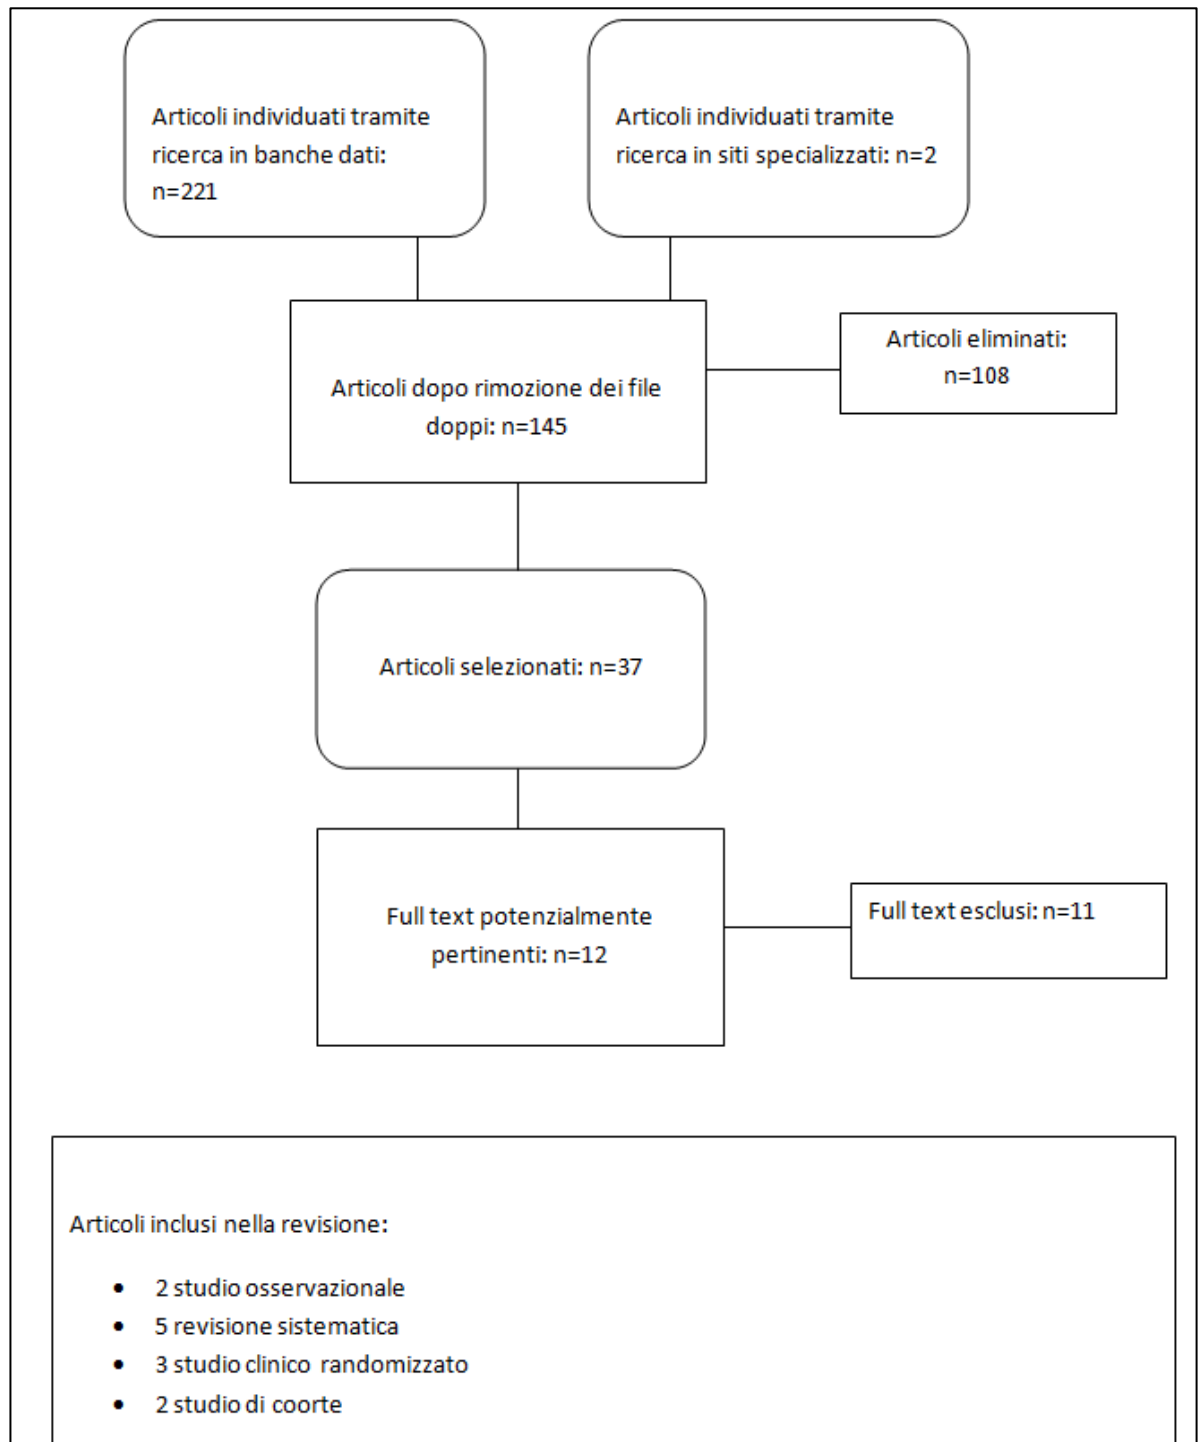 Articoli individuati tramite
ricerca in banche dati:
n=221
Articoli individuati tramite
ricerca in siti specializzati: n=2
Articoli dopo rimozione dei file
doppi: n=145
Articoli eliminati:
n=108
Articoli selezionati: n=37
Full text potenzialmente
pertinenti: n=12
Full text esclusi: n=11
Articoli inclusi nella revisione:
• 2 studio osservazionale
• 5 revisione sistematica
• 3 studio clinico randomizzato
• 2 studio di coorte